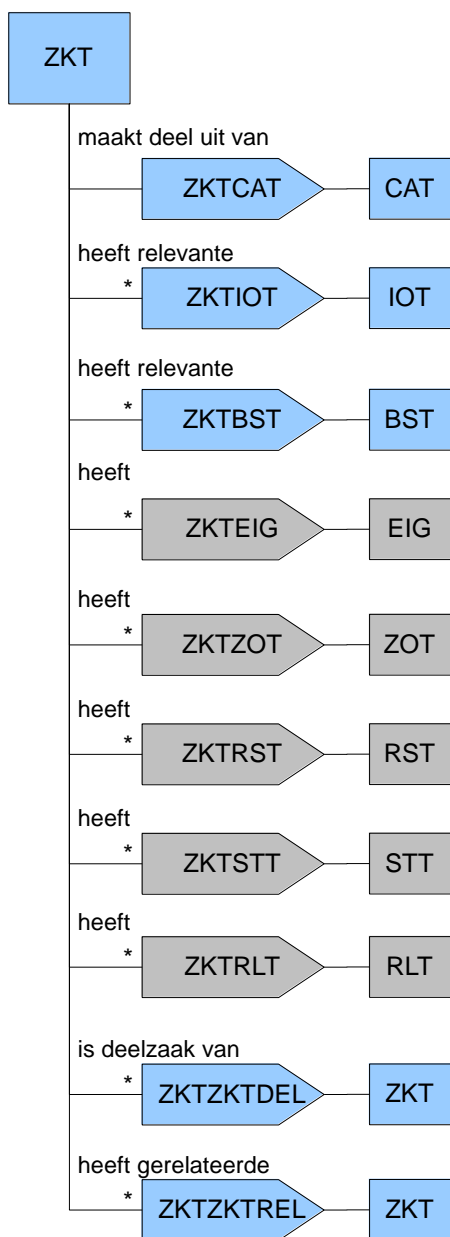 ZKT
maakt deel uit van
ZKTCAT CAT
heeft relevante
* ZKTIOT IOT
heeft relevante
* ZKTBST BST
heeft
* ZKTEIG EIG
heeft
* ZKTZOT ZOT
heeft
* ZKTRST RST
heeft
* ZKTSTT STT
heeft
* ZKTRLT RLT
is deelzaak van
* ZKTZKTDEL ZKT
heeft gerelateerde
* ZKTZKTREL ZKT